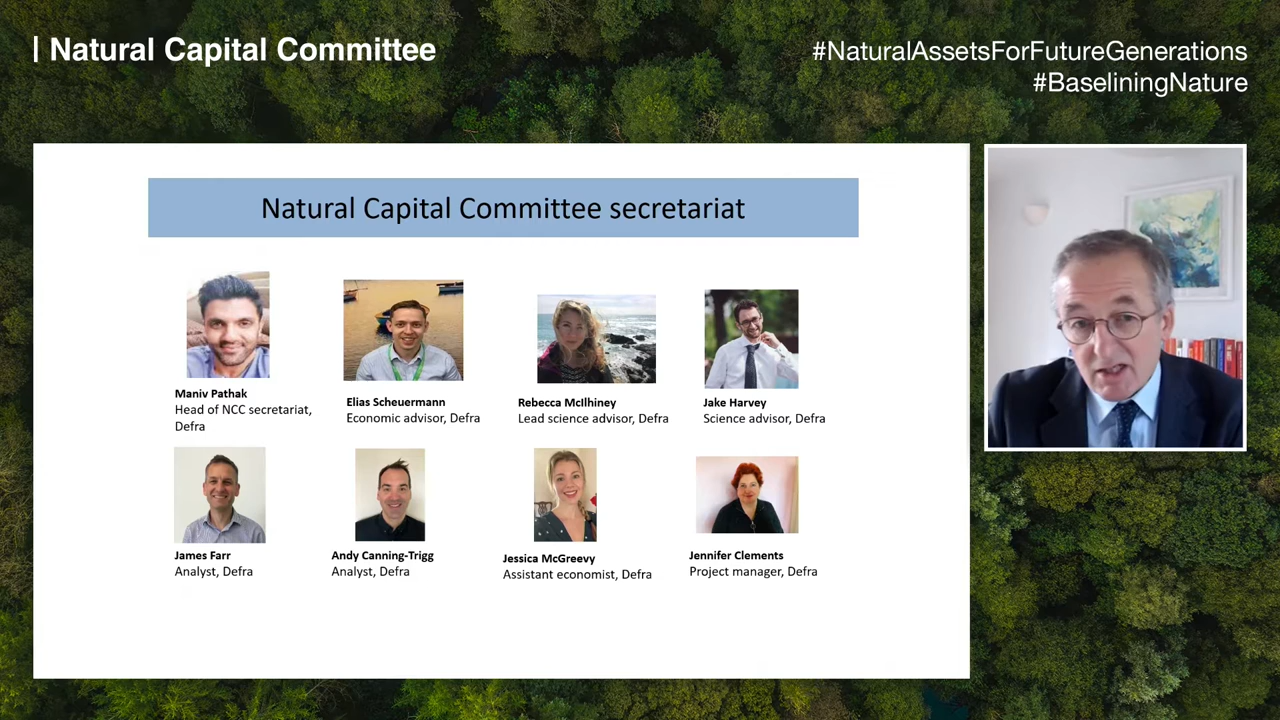 | Natural Capital Committee
#NaturalAssetsForFutureGenerations
#BaseliningNature
Natural Capital Committee secretariat
Maniv Pathak
Head of NCC secretariat,
Defra
Elias Scheuermann
Economic advisor, Defra
Rebecca McIlhiney
Lead science advisor, Defra
Jake Harvey
Science advisor, Defra
James Farr
Analyst, Defra
Andy Canning-Trigg
Analyst, Defra
Jessica McGreevy
Assistant economist, Defra
Jennifer Clements
Project manager, Defra